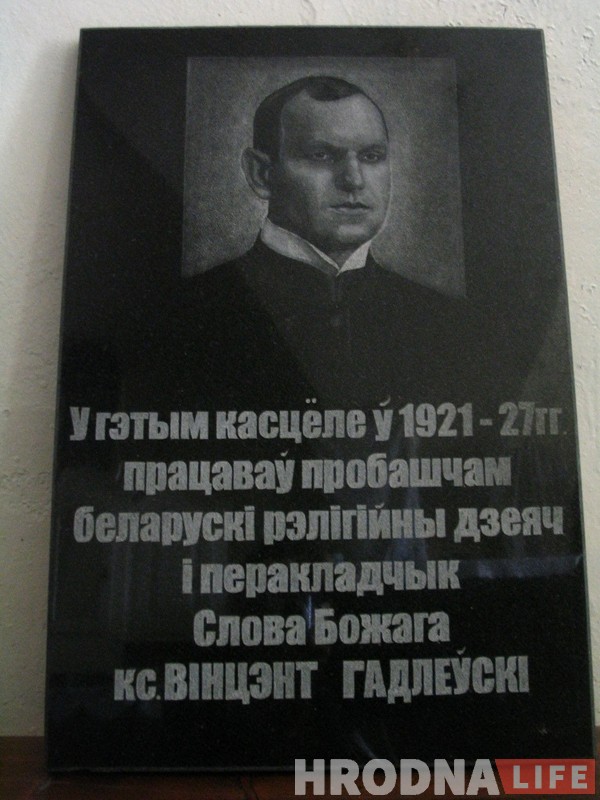 У гэтым касцёле ў 1921 - 27гг.
працаваў пробашчам
беларускі рэлігійны дзеяч
і перакладчык
Слова Божага
кс. ВІНЦЭНТ ГАДЛЕЎСКІ
HRODNA LIFE